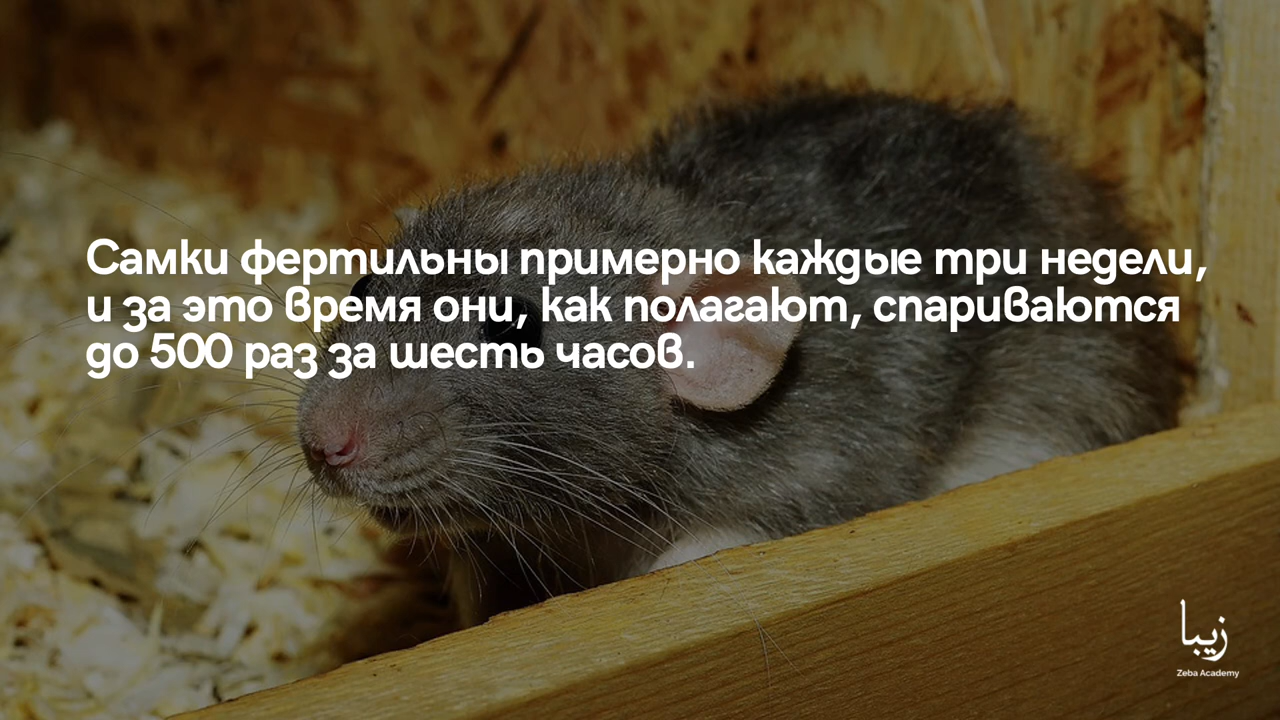 Самки фертильны примерно каждые три недели,
и за это время они, как полагают, спариваются
до 500 раз за шесть часов.
زیبا
Zeba Academy